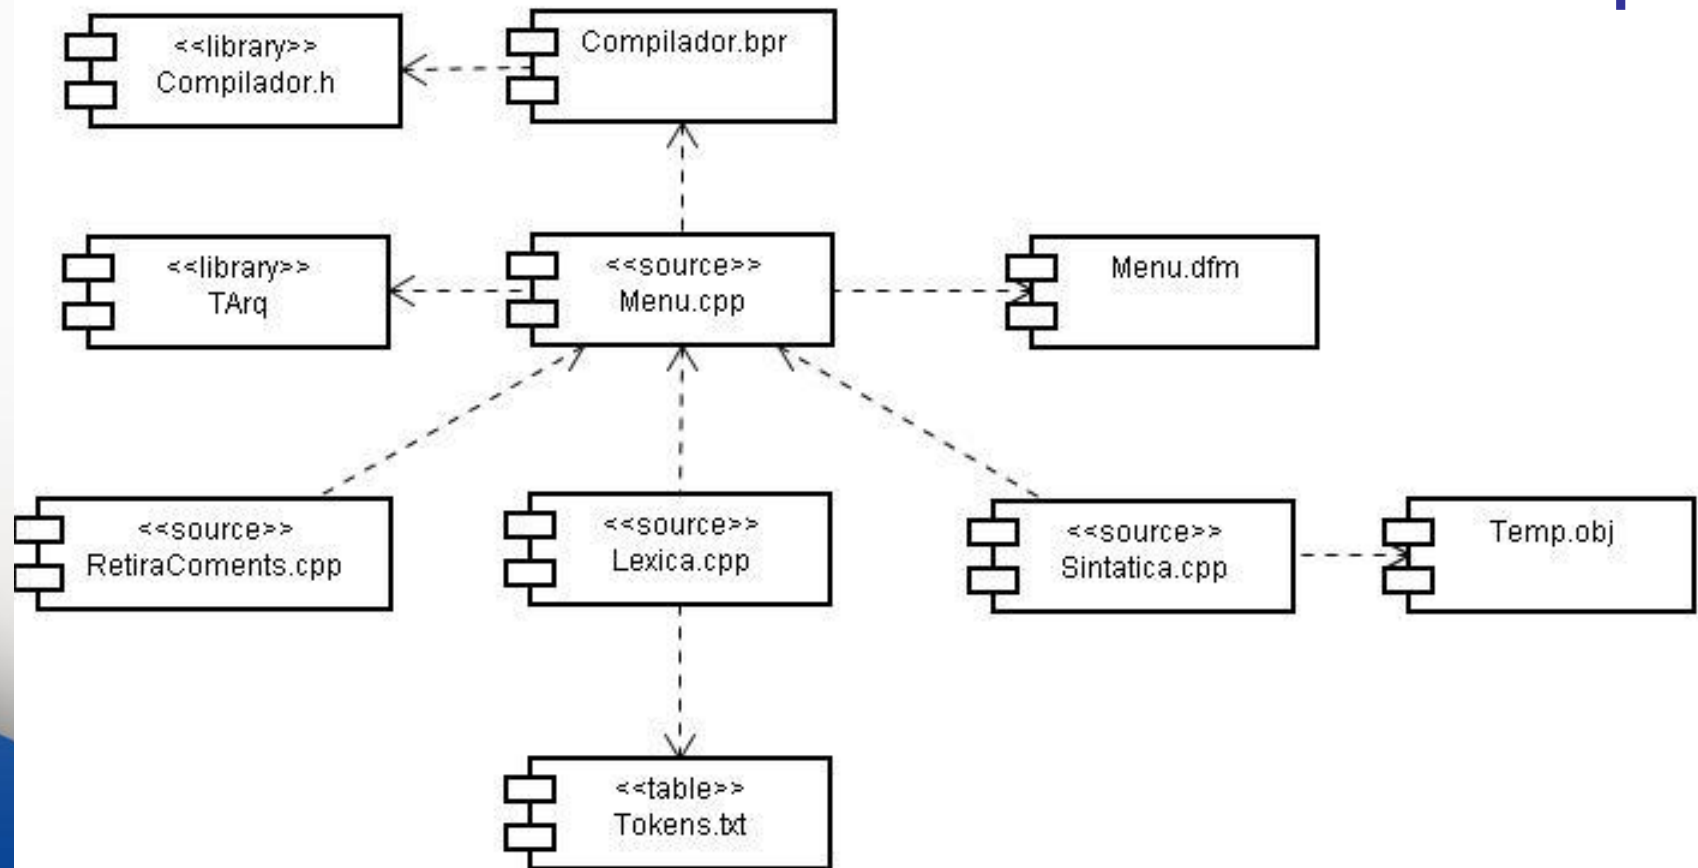 <<library>>
Compilador.h
Compilador.bpr
<<library>>
TArq
<<source>>
Menu.cpp
Menu.dfm
<<source>>
RetiraComents.cpp
<<source>>
Lexica.cpp
<<source>>
Sintatica.cpp
Temp.obj
<<table>>
Tokens.txt